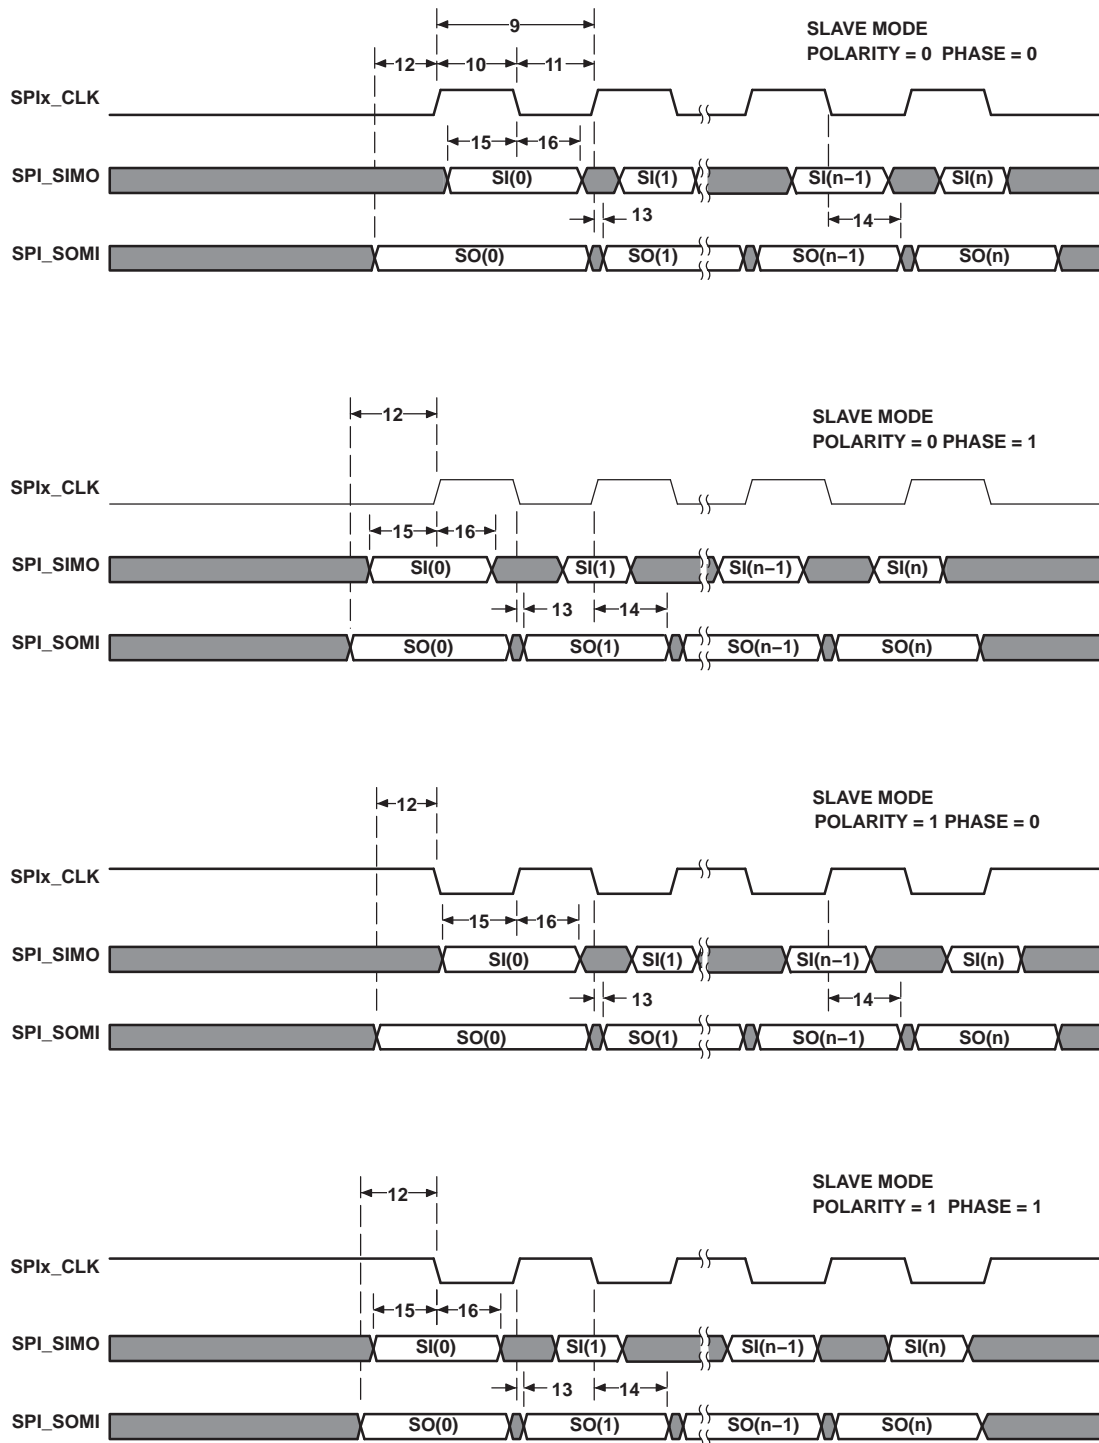 9
SLAVE MODE
POLARITY = 0 PHASE = 0
12 10 11
SPIx_CLK
15 16
SPI_SIMO SI(0) SI(1) SI(n−1) SI(n)
13 14
SPI_SOMI SO(0) SO(1) SO(n−1) SO(n)
12
SLAVE MODE
POLARITY = 0 PHASE = 1
SPIx_CLK
15 16
SPI_SIMO SI(0) SI(1) SI(n−1) SI(n)
13 14
SPI_SOMI SO(0) SO(1) SO(n−1) SO(n)
12
SLAVE MODE
POLARITY = 1 PHASE = 0
SPIx_CLK
15 16
SPI_SIMO SI(0) SI(1) SI(n−1) SI(n)
13 14
SPI_SOMI SO(0) SO(1) SO(n−1) SO(n)
12
SLAVE MODE
POLARITY = 1 PHASE = 1
SPIx_CLK
15 16
SPI_SIMO SI(0) SI(1) SI(n−1) SI(n)
13 14
SPI_SOMI SO(0) SO(1) SO(n−1) SO(n)